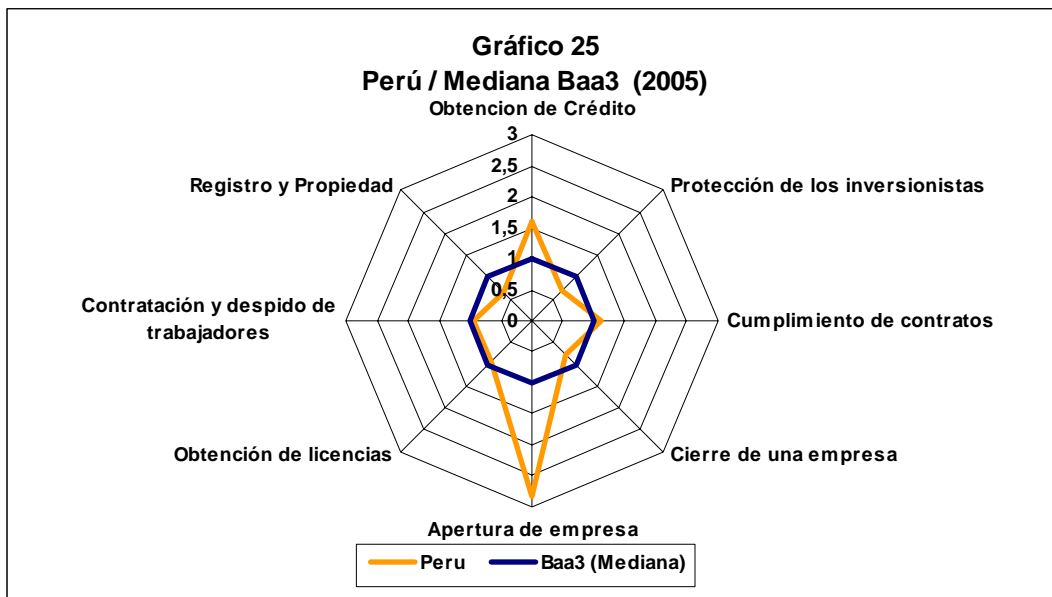 Gráfico 25
Perú / Mediana Baa3 (2005)
Obtencion de Crédito
3
2,5
2
1,5
1
0,5
0
Registro y Propiedad
Protección de los inversionistas
Contratación y despido de
trabajadores
Cumplimiento de contratos
Obtención de licencias
Cierre de una empresa
Apertura de empresa
Peru
Baa3 (Mediana)